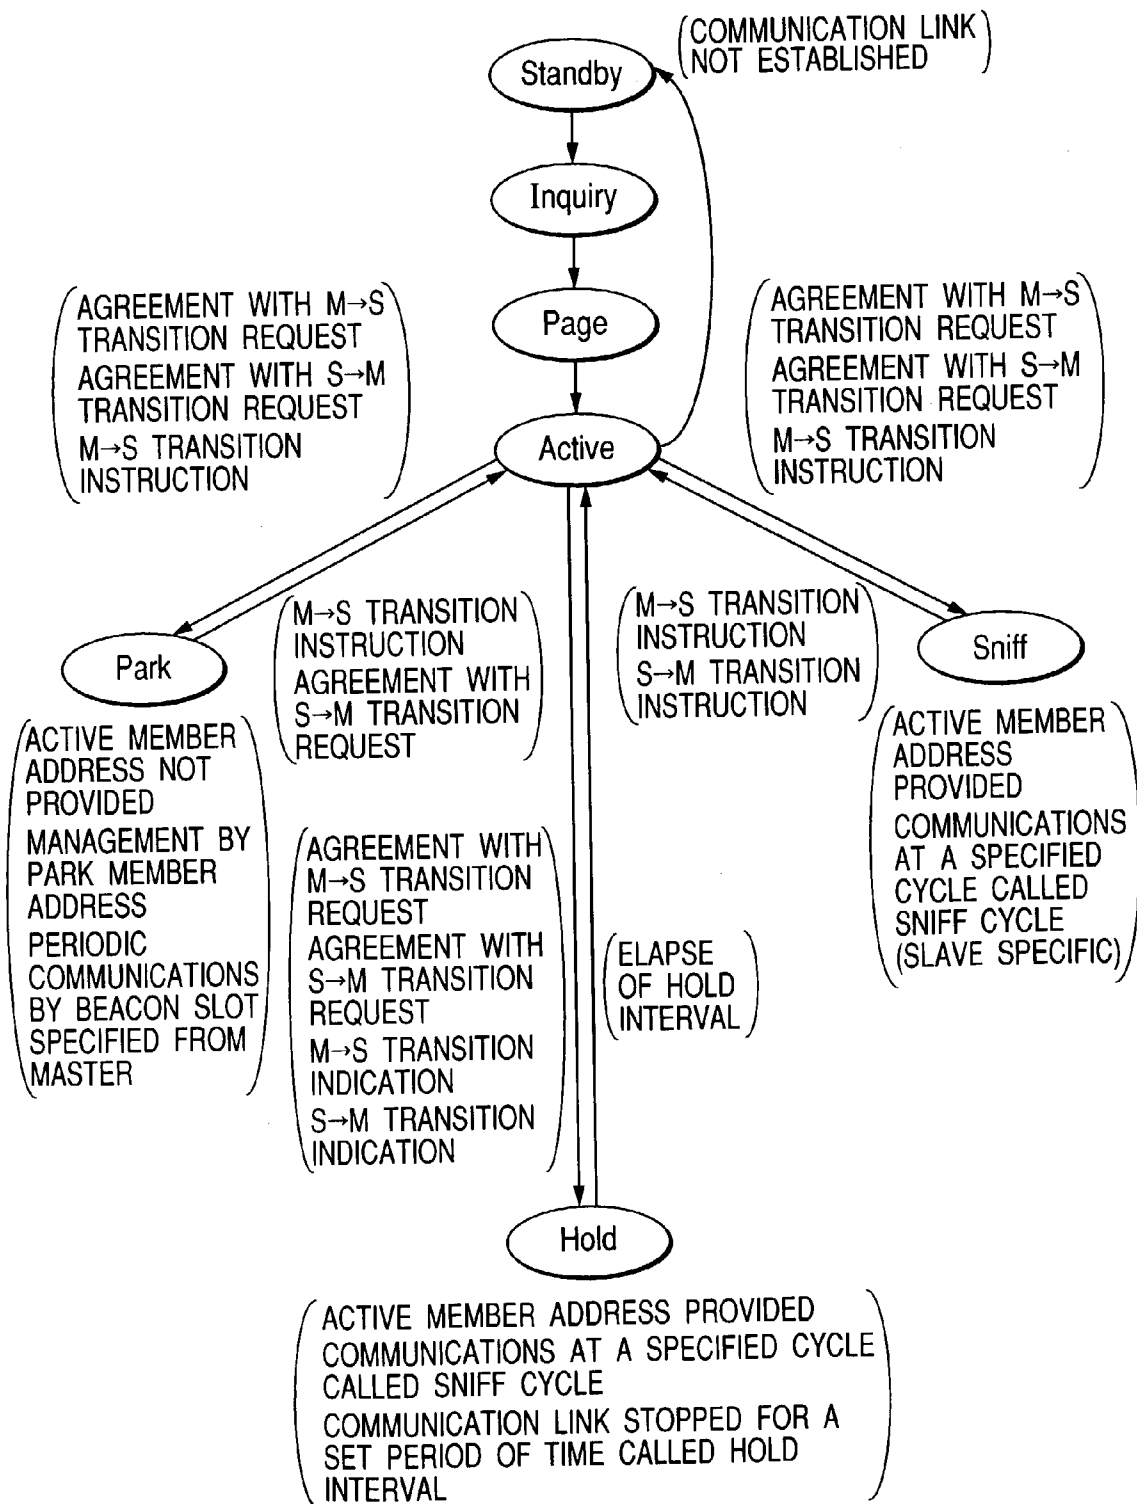 (COMMUNICATION LINK
NOT ESTABLISHED)
Standby
Inquiry
Page
Active
(AGREEMENT WITH M→S
TRANSITION REQUEST
AGREEMENT WITH S→M
TRANSITION REQUEST
M→S TRANSITION
INSTRUCTION)
(AGREEMENT WITH M→S
TRANSITION REQUEST
AGREEMENT WITH S→M
TRANSITION REQUEST
M→S TRANSITION
INSTRUCTION)
Park
(M→S TRANSITION
INSTRUCTION
AGREEMENT WITH
S→M TRANSITION
REQUEST)
(M→S TRANSITION
INSTRUCTION
S→M TRANSITION
INSTRUCTION)
Sniff
(ACTIVE MEMBER
ADDRESS NOT
PROVIDED
MANAGEMENT BY
PARK MEMBER
ADDRESS
PERIODIC
COMMUNICATIONS
BY BEACON SLOT
SPECIFIED FROM
MASTER)
(AGREEMENT WITH
M→S TRANSITION
REQUEST
AGREEMENT WITH
S→M TRANSITION
REQUEST
M→S TRANSITION
INDICATION
S→M TRANSITION
INDICATION)
(ELAPSE
OF HOLD
INTERVAL)
(ACTIVE MEMBER
ADDRESS
PROVIDED
COMMUNICATIONS
AT A SPECIFIED
CYCLE CALLED
SNIFF CYCLE
(SLAVE SPECIFIC))
Hold
(ACTIVE MEMBER ADDRESS PROVIDED
COMMUNICATIONS AT A SPECIFIED CYCLE
CALLED SNIFF CYCLE
COMMUNICATION LINK STOPPED FOR A
SET PERIOD OF TIME CALLED HOLD
INTERVAL)